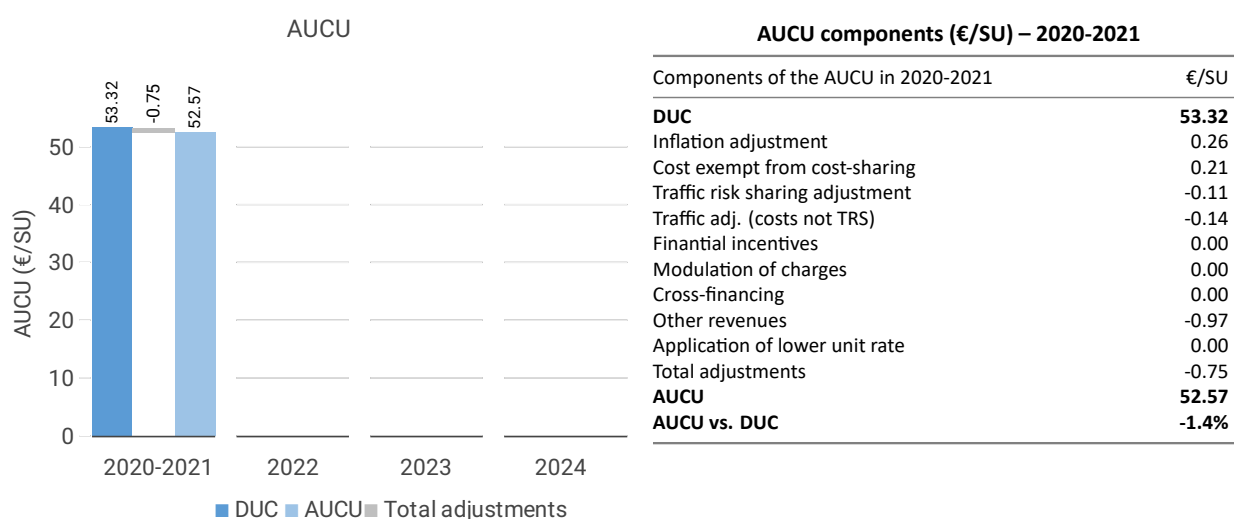 AUCU
53.32
-0.75
52.57
AUCU (€/SU)
50
40
30
20
10
0
2020-2021
2022
2023
2024
DUC
AUCU
Total adjustments
AUCU components (€/SU) – 2020-2021
Components of the AUCU in 2020-2021 €/SU
DUC 53.32
Inflation adjustment 0.26
Cost exempt from cost-sharing 0.21
Traffic risk sharing adjustment -0.11
Traffic adj. (costs not TRS) -0.14
Finantial incentives 0.00
Modulation of charges 0.00
Cross-financing 0.00
Other revenues -0.97
Application of lower unit rate 0.00
Total adjustments -0.75
AUCU 52.57
AUCU vs. DUC -1.4%